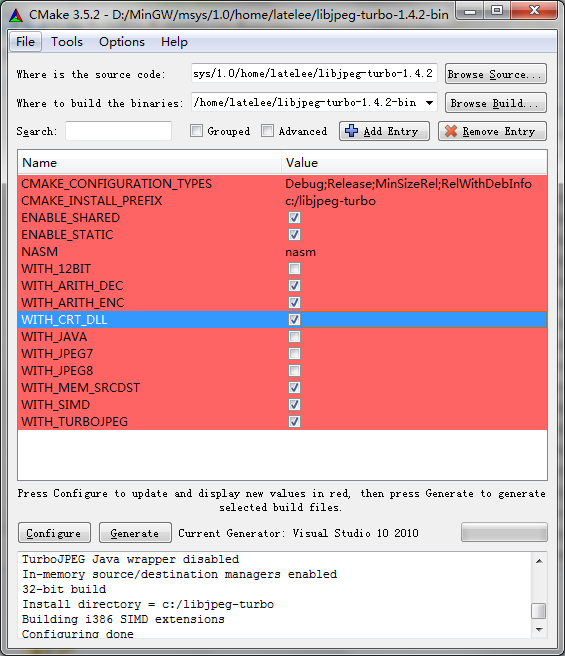 CMake 3.5.2 - D:/MinGW/msys/1.0/home/latelee/libjpeg-turbo-1.4.2-bin
File Tools Options Help
Where is the source code: sys/1.0/home/latelee/libjpeg-turbo-1.4.2 Browse Source...
Where to build the binaries: /home/latelee/libjpeg-turbo-1.4.2-bin Browse Build...
Search: Grouped Advanced Add Entry Remove Entry
Name Value
CMAKE_CONFIGURATION_TYPES Debug;Release;MinSizeRel;RelWithDebInfo
CMAKE_INSTALL_PREFIX c:/libjpeg-turbo
ENABLE_SHARED
ENABLE_STATIC
NASM nasm
WITH_12BIT
WITH_ARITH_DEC
WITH_ARITH_ENC
WITH_CRT_DLL
WITH_JAVA
WITH_JPEG7
WITH_JPEG8
WITH_MEM_SRCDST
WITH_SIMD
WITH_TURBOJPEG
Press Configure to update and display new values in red, then press Generate to generate
selected build files.
Configure Generate Current Generator: Visual Studio 10 2010
TurboJPEG Java wrapper disabled
In-memory source/destination managers enabled
32-bit build
Install directory = c:/libjpeg-turbo
Building i386 SIMD extensions
Configuring done